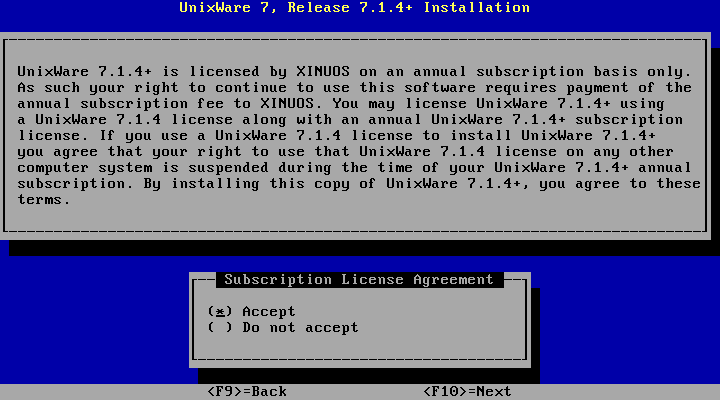 UnixWare 7, Release 7.1.4+ Installation
UnixWare 7.1.4+ is licensed by XINUOS on an annual subscription basis only.
As such your right to continue to use this software requires payment of the
annual subscription fee to XINUOS. You may license UnixWare 7.1.4+ using
a UnixWare 7.1.4 license along with an annual UnixWare 7.1.4+ subscription
license. If you use a UnixWare 7.1.4 license to install UnixWare 7.1.4+
you agree that your right to use that UnixWare 7.1.4 license on any other
computer system is suspended during the time of your UnixWare 7.1.4+ annual
subscription. By installing this copy of UnixWare 7.1.4+, you agree to these
terms.
Subscription License Agreement
(*) Accept
( ) Do not accept
<F9>=Back <F10>=Next